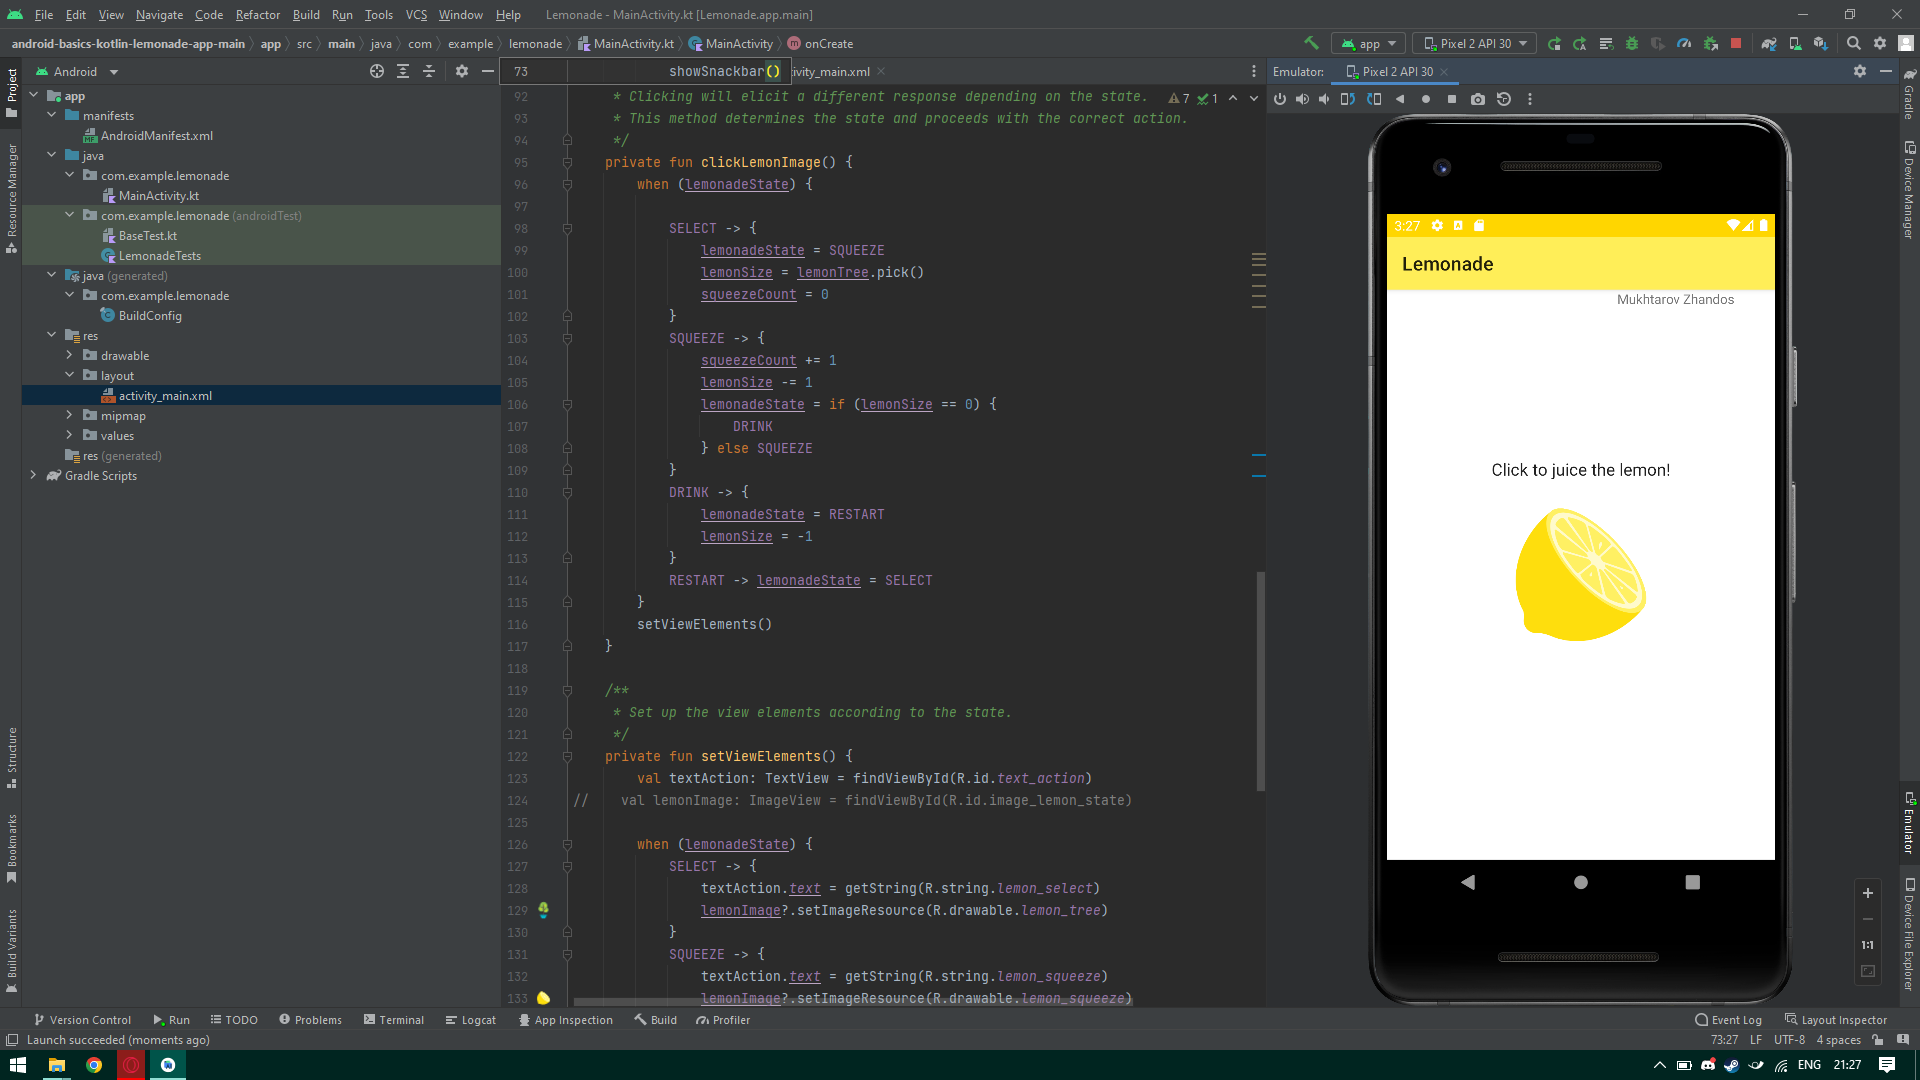 File Edit View Navigate Code Refactor Build Run Tools VCS Window Help Lemonade - MainActivity.kt [Lemonade.app.main]
android-basics-kotlin-lemonade-app-main app src main java com example lemonade MainActivity.kt MainActivity onCreate app Pixel 2 API 30
Project
Resource Manager
Structure
Bookmarks
Build Variants
Android
app
manifests
AndroidManifest.xml
java
com.example.lemonade
MainActivity.kt
com.example.lemonade (androidTest)
BaseTest.kt
LemonadeTests
java (generated)
com.example.lemonade
BuildConfig
res
drawable
layout
activity_main.xml
mipmap
values
res (generated)
Gradle Scripts
73 showSnackbar() ivity_main.xml
7 1
92 * Clicking will elicit a different response depending on the state.
93 * This method determines the state and proceeds with the correct action.
94 */
95 private fun clickLemonImage() {
96 when (lemonadeState) {
97
98 SELECT -> {
99 lemonadeState = SQUEEZE
100 lemonSize = lemonTree.pick()
101 squeezeCount = 0
102 }
103 SQUEEZE -> {
104 squeezeCount += 1
105 lemonSize -= 1
106 lemonadeState = if (lemonSize == 0) {
107 DRINK
108 } else SQUEEZE
109 }
110 DRINK -> {
111 lemonadeState = RESTART
112 lemonSize = -1
113 }
114 RESTART -> lemonadeState = SELECT
115 }
116 setViewElements()
117 }
118
119 /**
120 * Set up the view elements according to the state.
121 */
122 private fun setViewElements() {
123 val textAction: TextView = findViewById(R.id.text_action)
124 // val lemonImage: ImageView = findViewById(R.id.image_lemon_state)
125
126 when (lemonadeState) {
127 SELECT -> {
128 textAction.text = getString(R.string.lemon_select)
129 lemonImage?.setImageResource(R.drawable.lemon_tree)
130 }
131 SQUEEZE -> {
132 textAction.text = getString(R.string.lemon_squeeze)
133 lemonImage?.setImageResource(R.drawable.lemon_squeeze)
Emulator: Pixel 2 API 30
3:27
Lemonade
Mukhtarov Zhandos
Click to juice the lemon!
1:1
Gradle
Device Manager
Emulator
Device File Explorer
Version Control Run TODO Problems Terminal Logcat App Inspection Build Profiler Event Log Layout Inspector
Launch succeeded (moments ago) 73:27 LF UTF-8 4 spaces
ENG 21:27